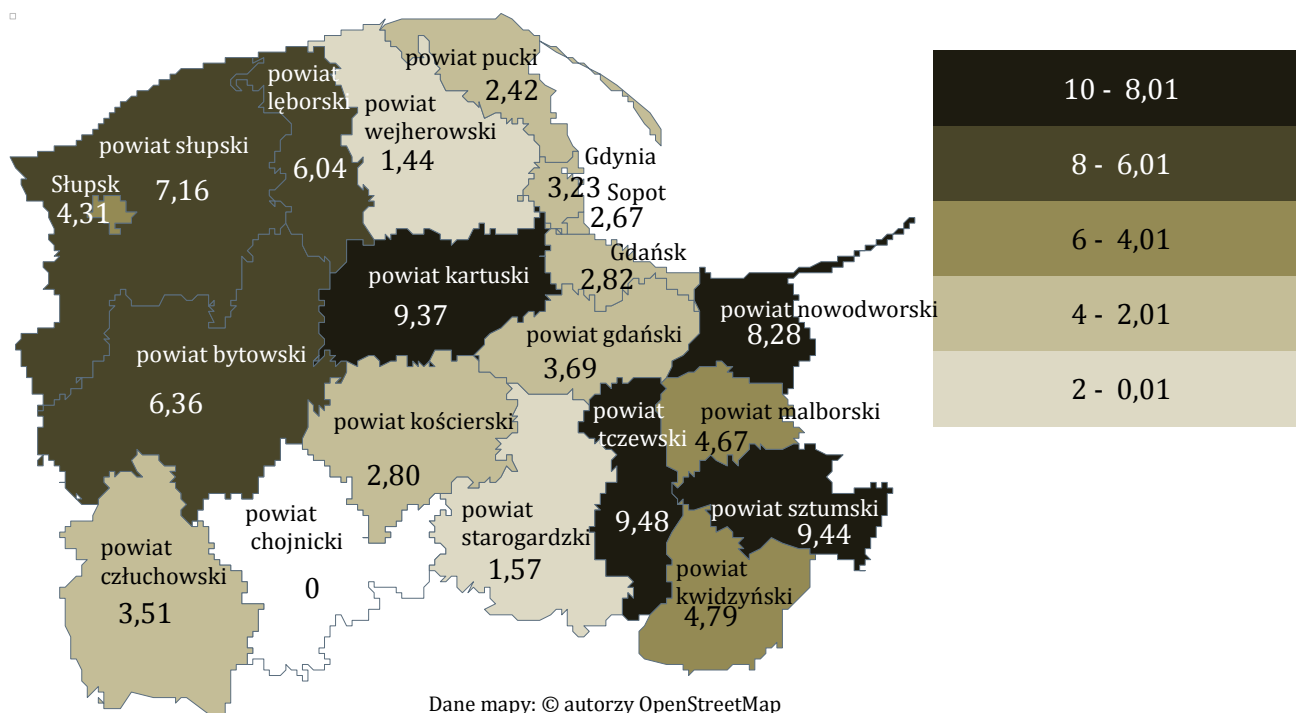 powiat pucki
2,42
powiat
lęborski
6,04
powiat
wejherowski
1,44
powiat słupski
7,16
Słupsk
4,31
Gdynia
3,23
Sopot
2,67
Gdańsk
2,82
powiat kartuski
9,37
powiat nowodworski
8,28
powiat gdański
3,69
powiat bytowski
6,36
powiat kościerski
2,80
powiat
tczewski
9,48
powiat malborski
4,67
powiat sztumski
9,44
powiat
chojnicki
0
powiat
starogardzki
1,57
powiat
człuchowski
3,51
powiat
kwidzyński
4,79
10 - 8,01
8 - 6,01
6 - 4,01
4 - 2,01
2 - 0,01
Dane mapy: © autorzy OpenStreetMap